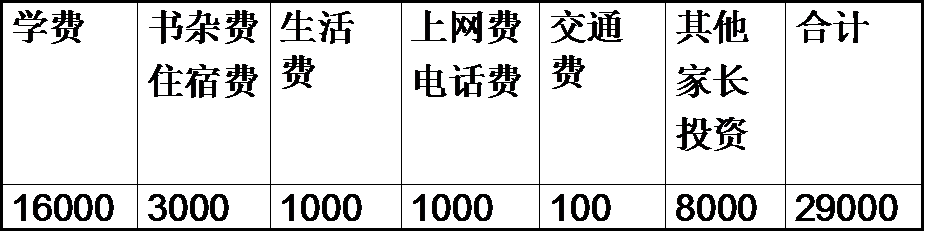 学费 书杂费 生活 上网费 交通 其他 合计
住宿费 费 电话费 费 家长
投资
16000 3000 1000 1000 100 8000 29000